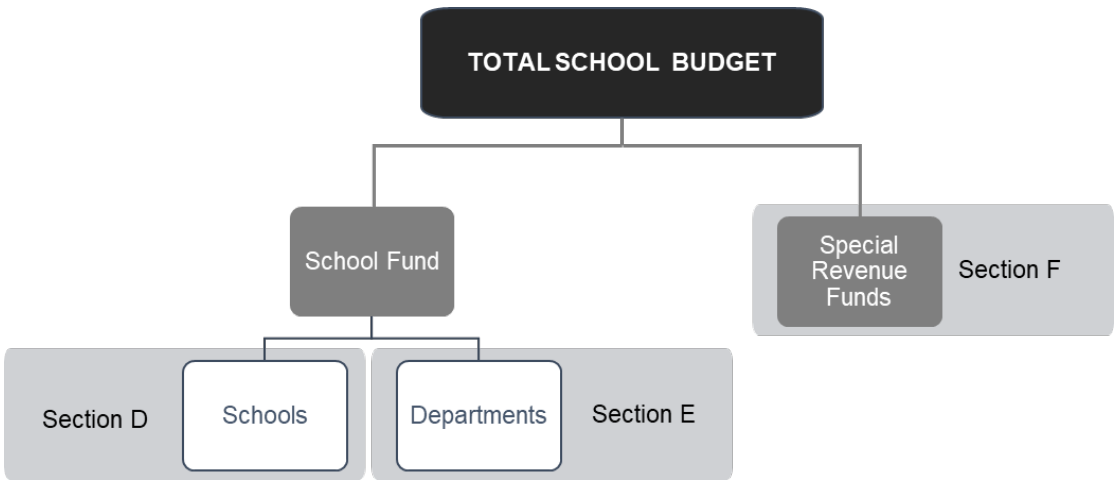 TOTAL SCHOOL BUDGET
School Fund
Special
Revenue
Funds
Section F
Section D
Schools
Departments
Section E